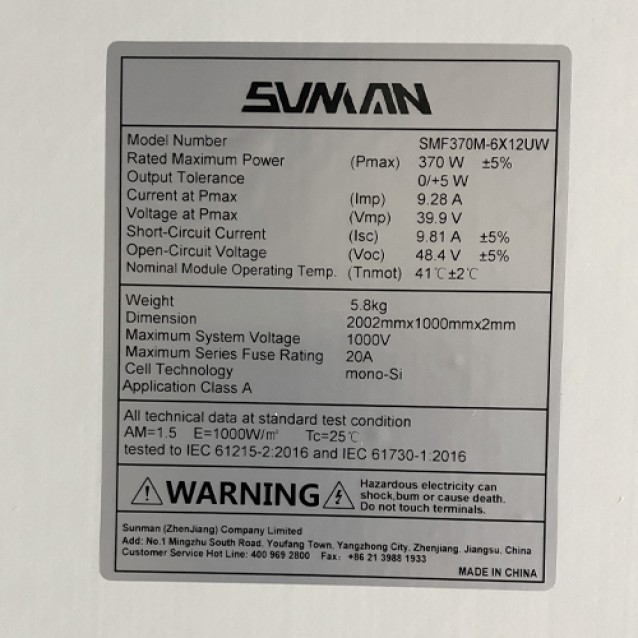 SUNMAN
Model Number SMF370M-6X12UW
Rated Maximum Power (Pmax) 370 W ±5%
Output Tolerance 0/+5 W
Current at Pmax (Imp) 9.28 A
Voltage at Pmax (Vmp) 39.9 V
Short-Circuit Current (Isc) 9.81 A ±5%
Open-Circuit Voltage (Voc) 48.4 V ±5%
Nominal Module Operating Temp. (Tnmot) 41℃±2℃
Weight 5.8kg
Dimension 2002mmx1000mmx2mm
Maximum System Voltage 1000V
Maximum Series Fuse Rating 20A
Cell Technology mono-Si
Application Class A
All technical data at standard test condition
AM=1.5 E=1000W/㎡ Tc=25℃
tested to IEC 61215-2:2016 and IEC 61730-1:2016
WARNING Hazardous electricity can
shock,burn or cause death.
Do not touch terminals.
Sunman (ZhenJiang) Company Limited
Add: No.1 Mingzhu South Road, Youfang Town, Yangzhong City, Zhenjiang, Jiangsu, China
Customer Service Hot Line: 400 969 2800 Fax: +86 21 3988 1933
MADE IN CHINA